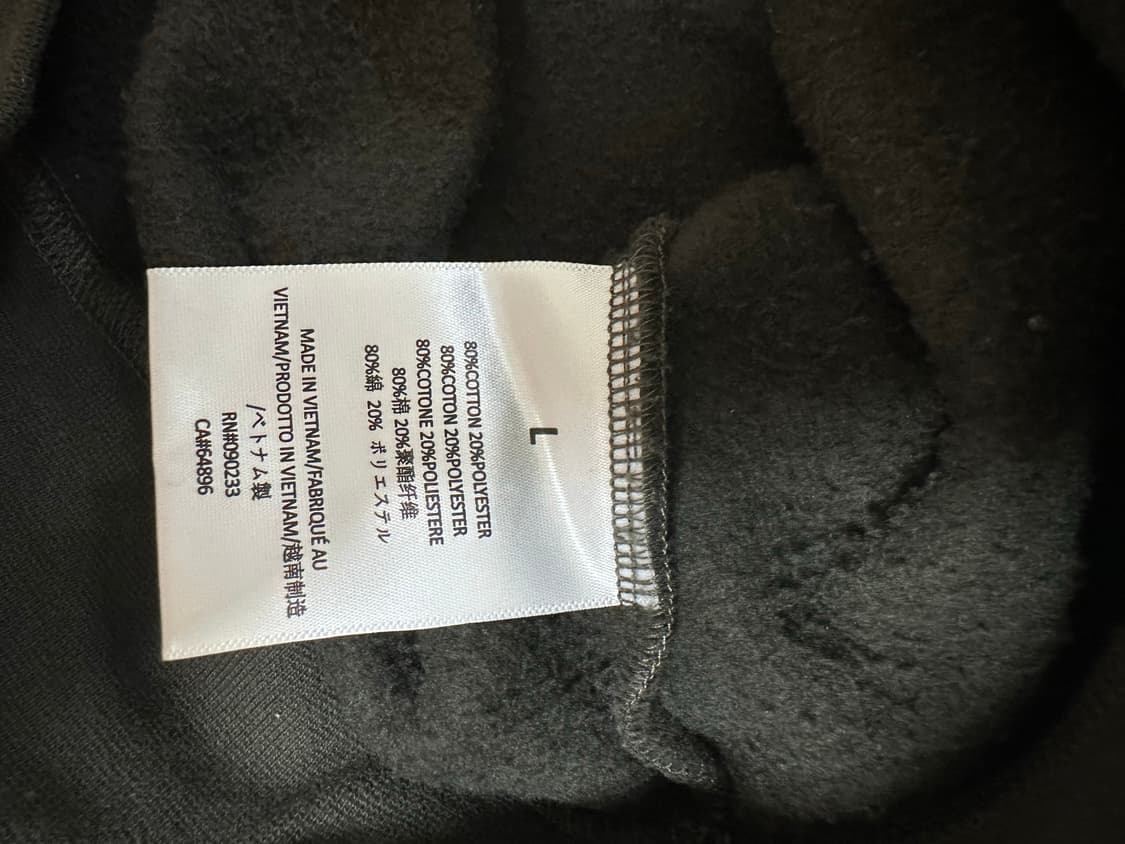 L
80%COTTON 20%POLYESTER
80%COTON 20%POLYESTER
80%COTONE 20%POLIESTERE
80%棉 20%聚酯纤维
80%綿 20% ポリエステル
MADE IN VIETNAM/FABRIQUÉ AU
VIETNAM/PRODOTTO IN VIETNAM/越南制造
/ベトナム製
RN#090233
CA#64896